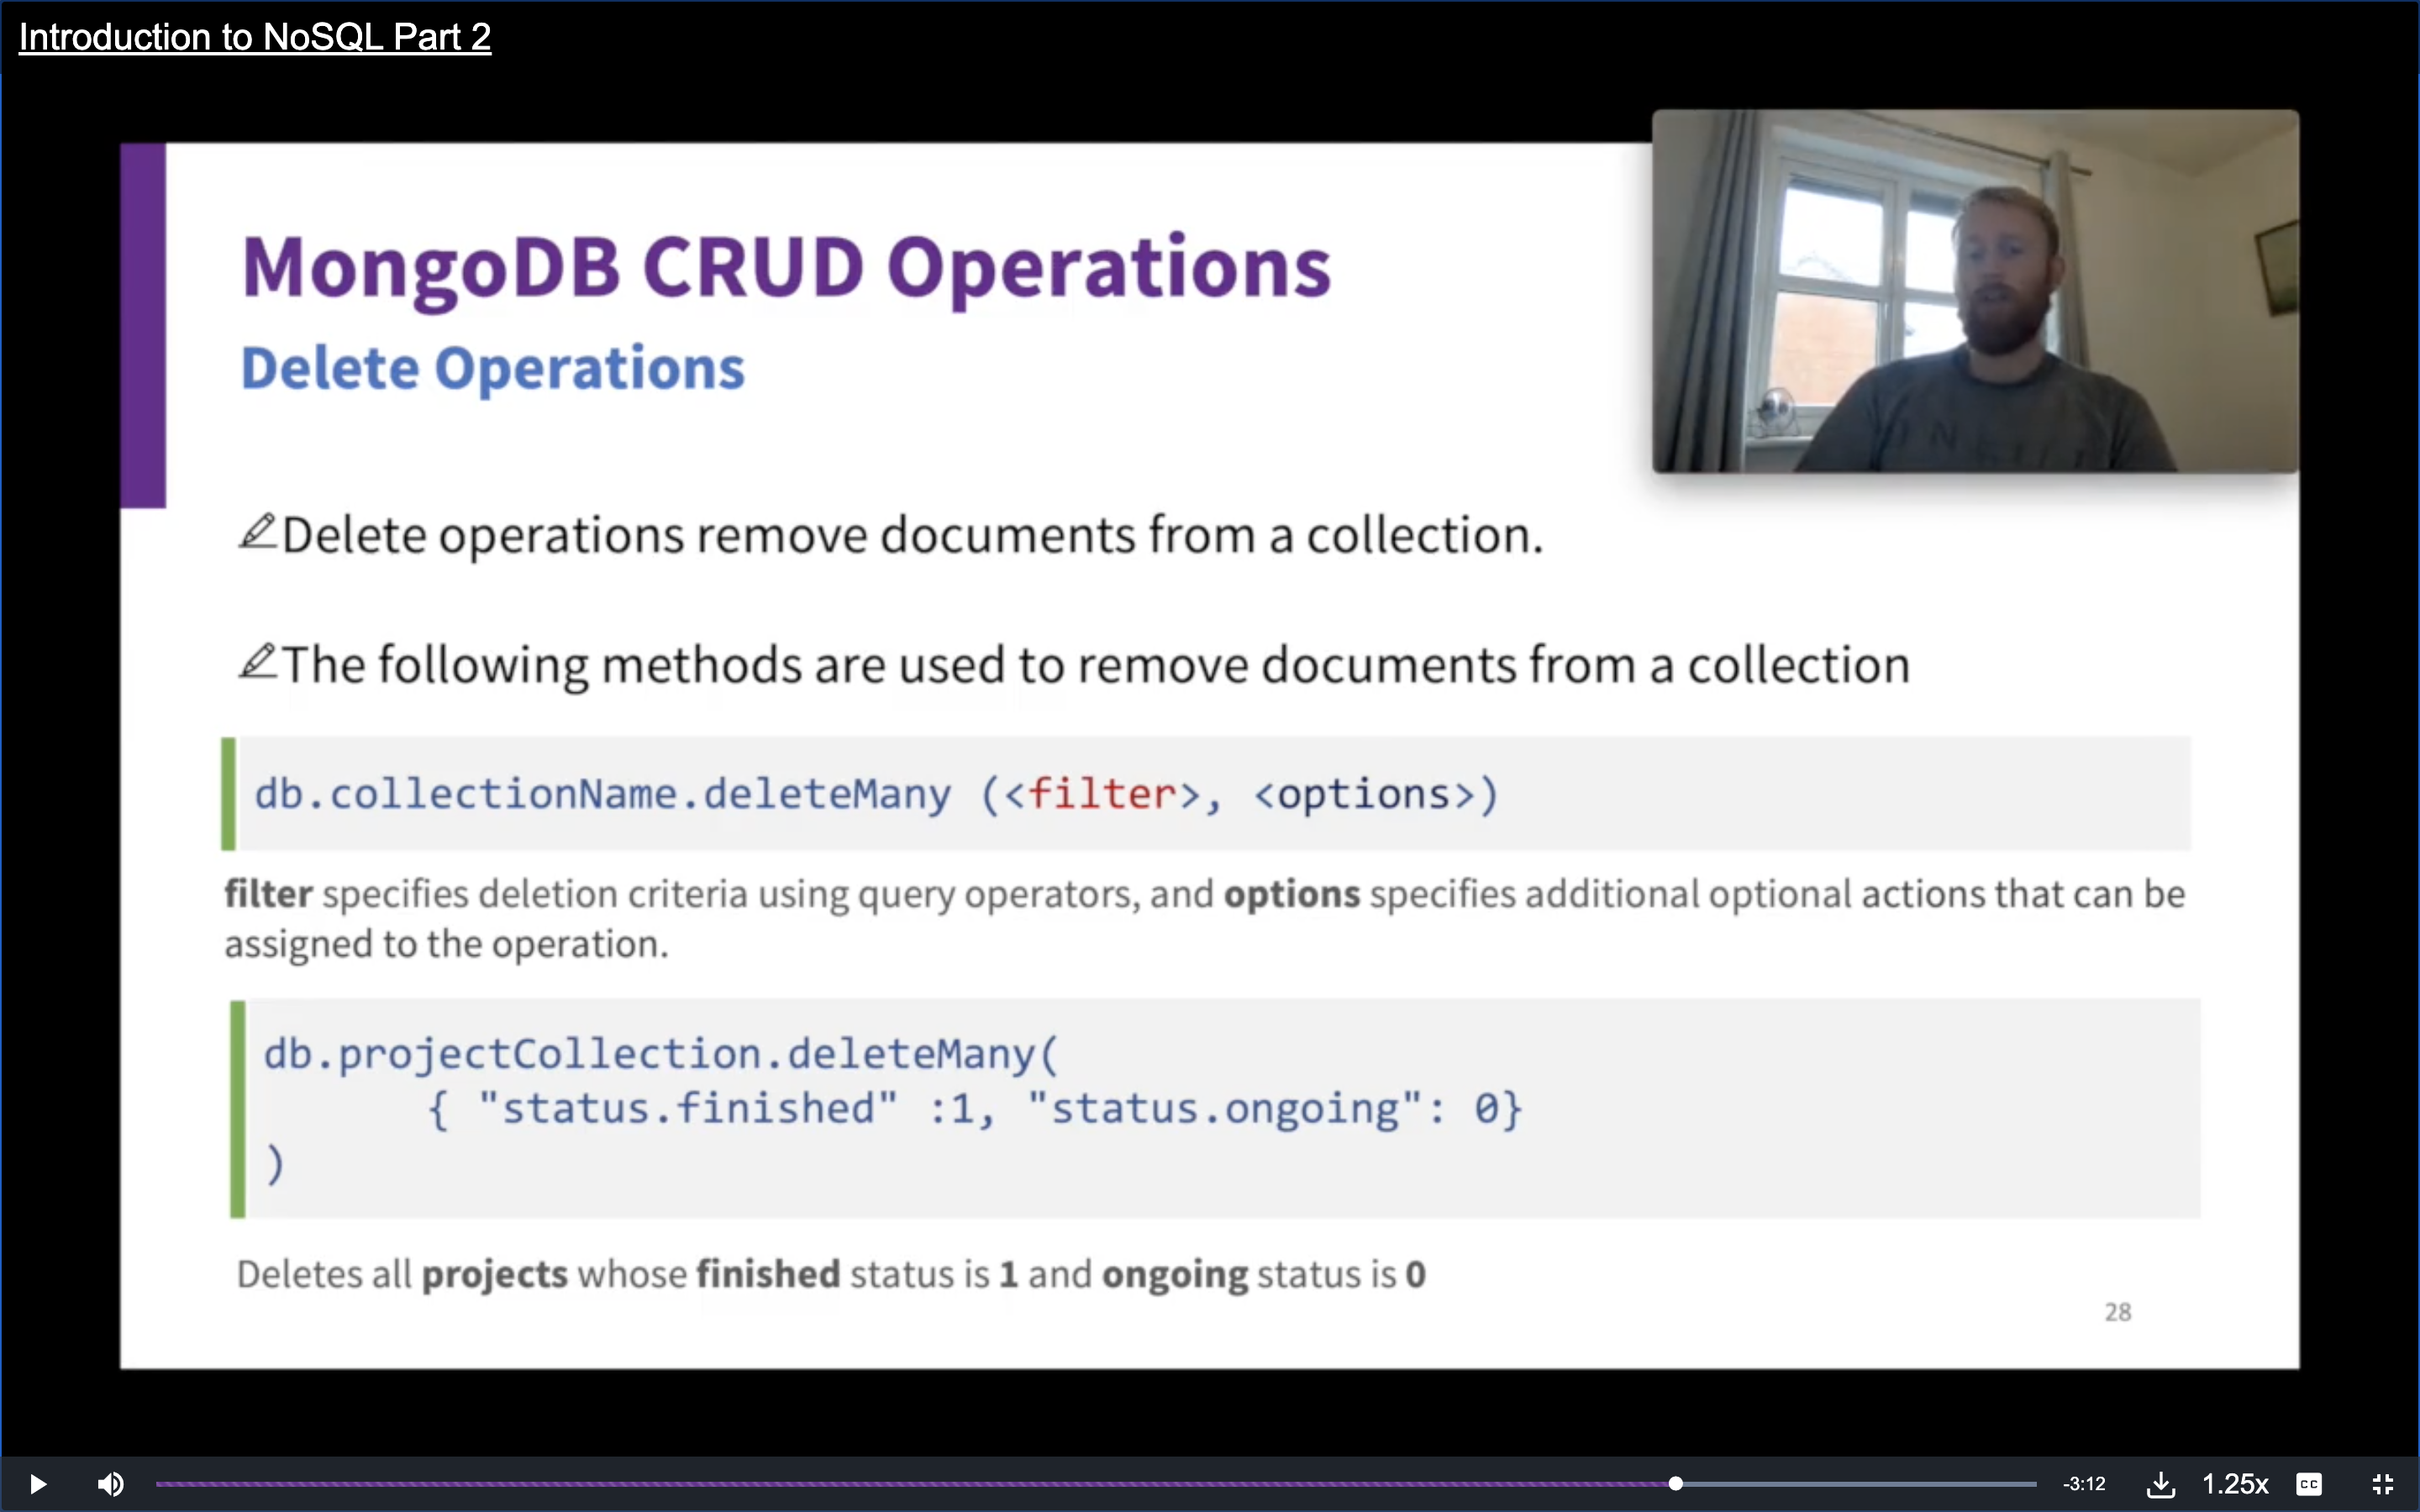 Introduction to NoSQL Part 2
MongoDB CRUD Operations
Delete Operations
Delete operations remove documents from a collection.
The following methods are used to remove documents from a collection
db.collectionName.deleteMany (<filter>, <options>)
filter specifies deletion criteria using query operators, and options specifies additional optional actions that can be
assigned to the operation.
db.projectCollection.deleteMany(
{ "status.finished" :1, "status.ongoing": 0}
)
Deletes all projects whose finished status is 1 and ongoing status is 0
28
-3:12
1.25x
CC